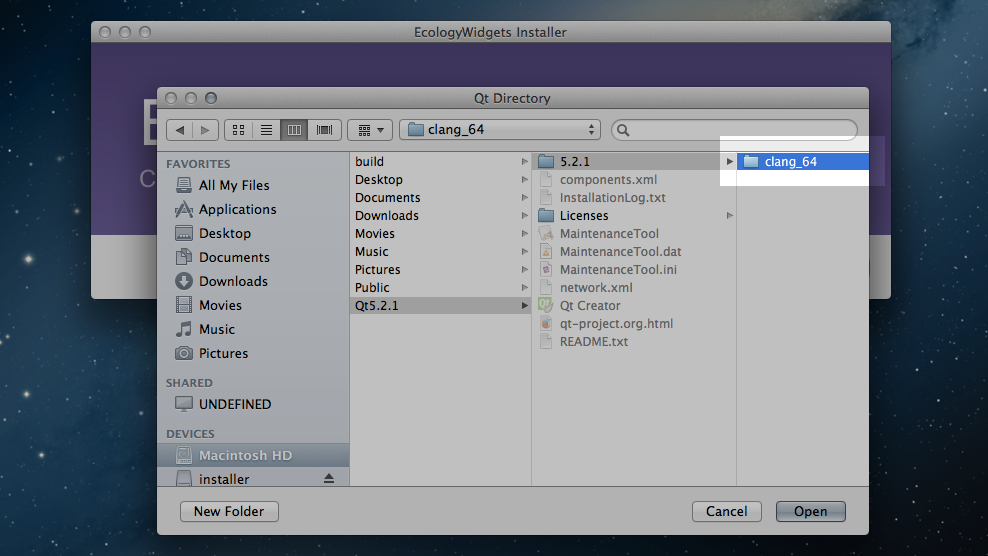 EcologyWidgets Installer
Qt Directory
clang_64
FAVORITES
All My Files
Applications
Desktop
Documents
Downloads
Movies
Music
Pictures
SHARED
UNDEFINED
DEVICES
Macintosh HD
installer
build
Desktop
Documents
Downloads
Movies
Music
Pictures
Public
Qt5.2.1
5.2.1
components.xml
InstallationLog.txt
Licenses
MaintenanceTool
MaintenanceTool.dat
MaintenanceTool.ini
network.xml
Qt Creator
qt-project.org.html
README.txt
clang_64
New Folder
Cancel
Open